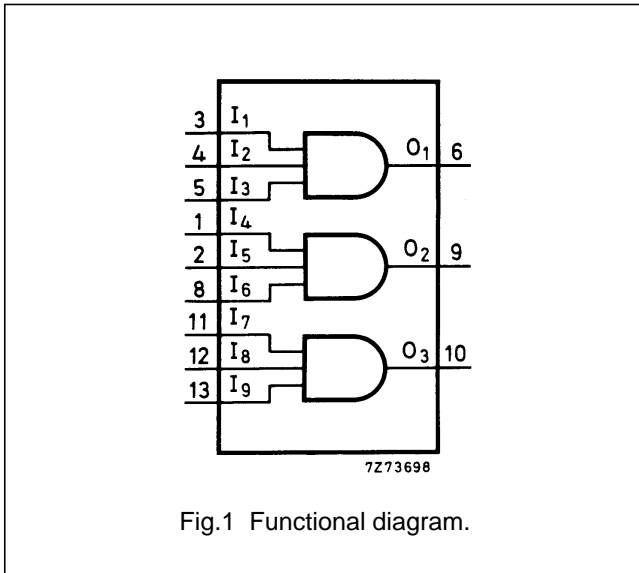 3 I1
4 I2 O1 6
5 I3
1 I4
2 I5 O2 9
8 I6
11 I7
12 I8 O3 10
13 I9
7Z73698
Fig.1 Functional diagram.